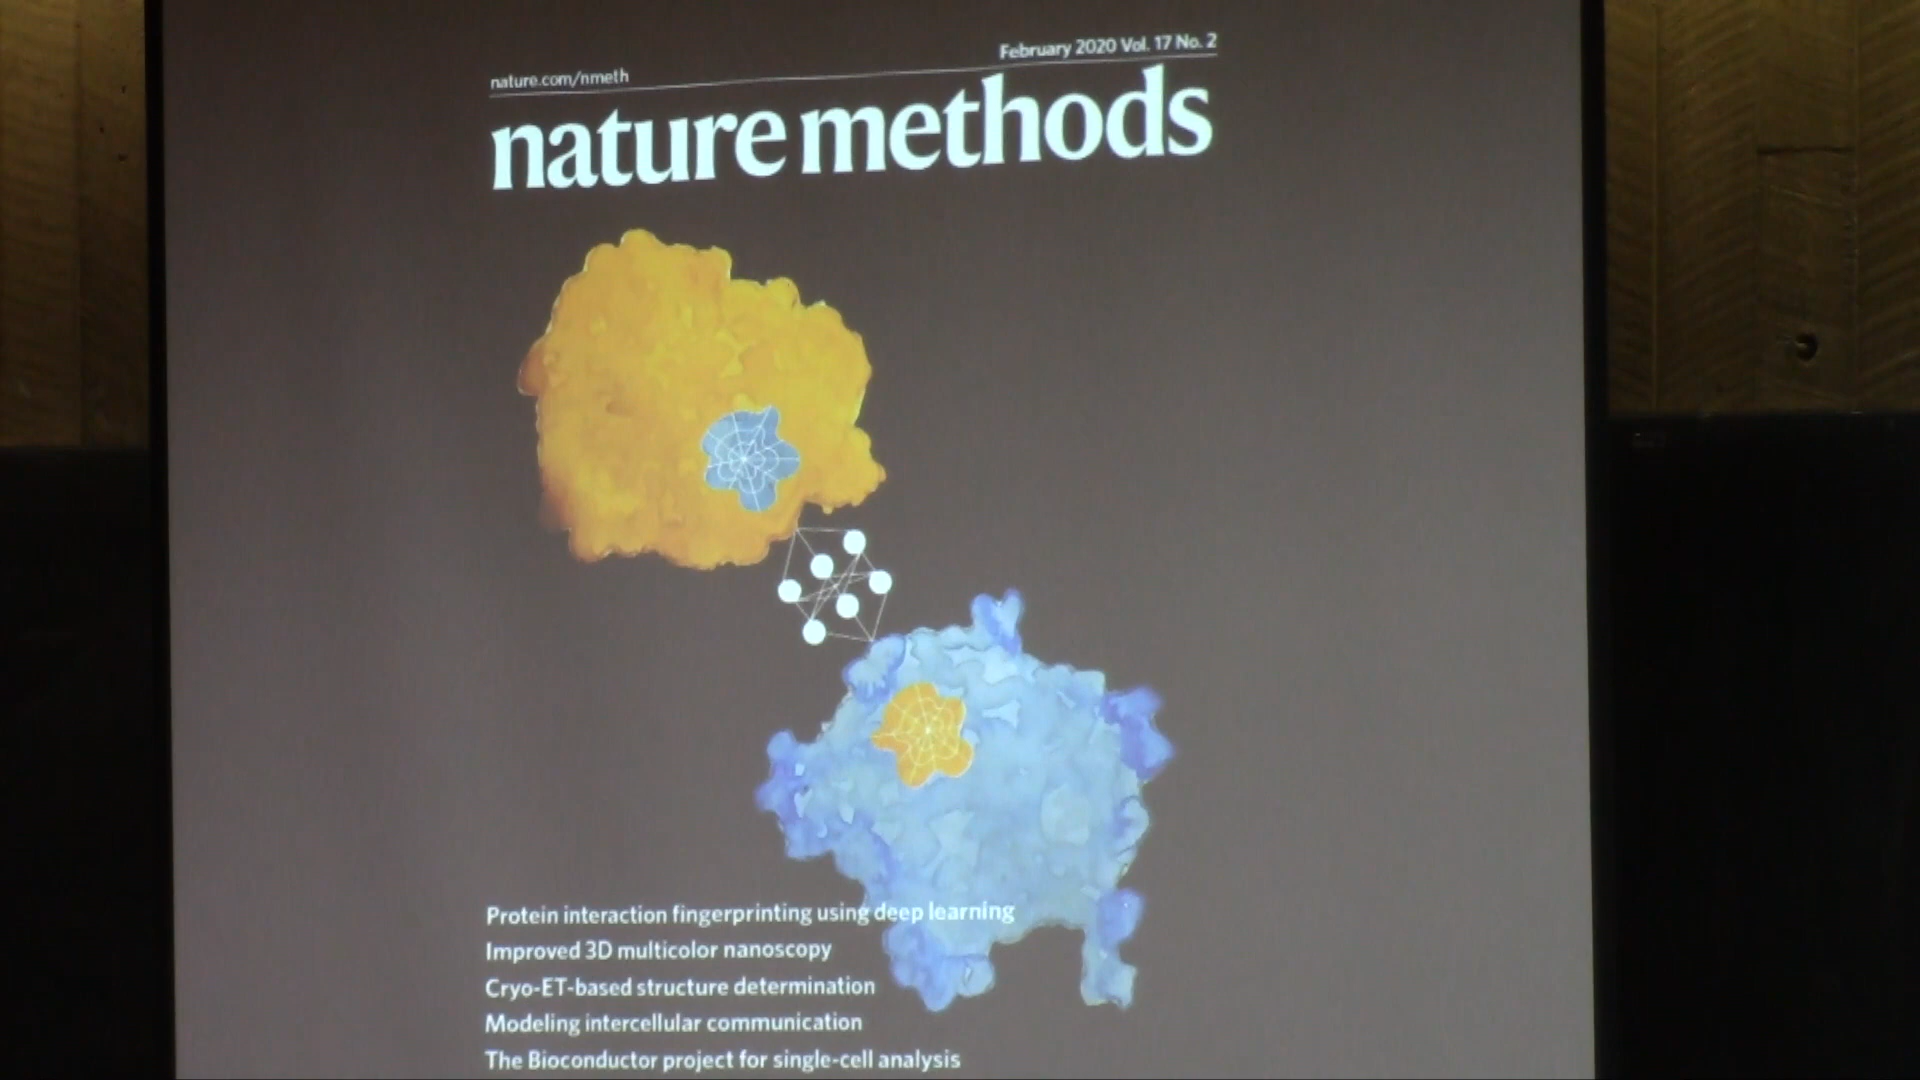 nature.com/nmeth
February 2020 Vol. 17 No. 2
nature methods
Protein interaction fingerprinting using deep learning
Improved 3D multicolor nanoscopy
Cryo-ET-based structure determination
Modeling intercellular communication
The Bioconductor project for single-cell analysis